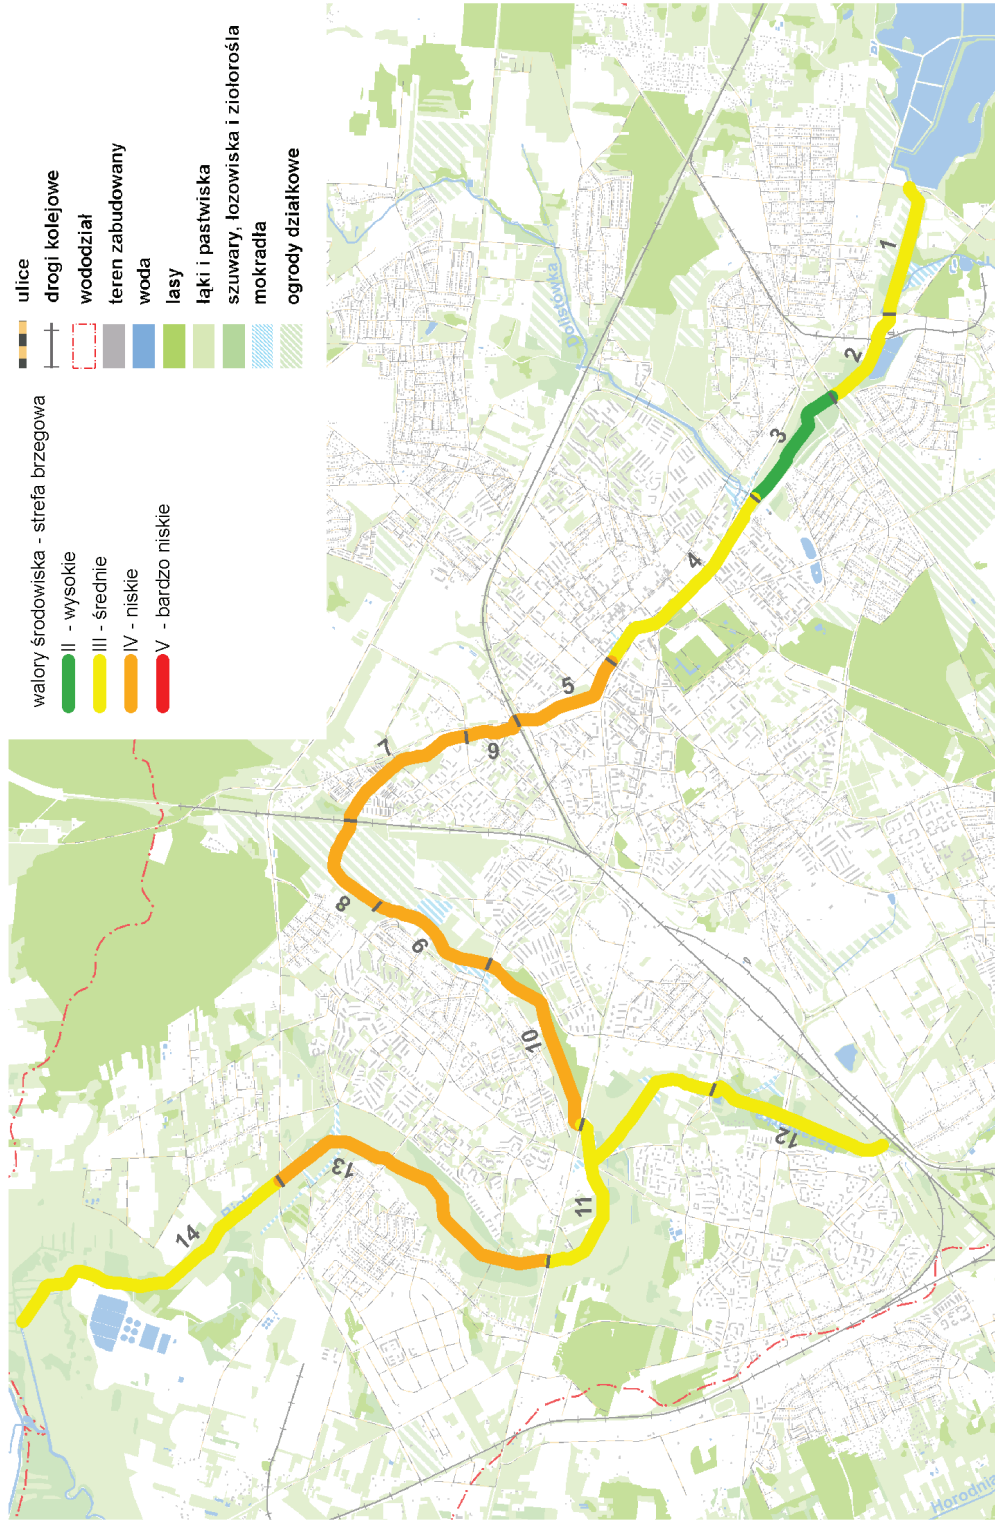 walory środowiska - strefa brzegowa
II - wysokie
III - średnie
IV - niskie
V - bardzo niskie
ulice
drogi kolejowe
wododział
teren zabudowany
woda
lasy
łąki i pastwiska
szuwary, łozowiska i ziołorośla
mokradła
ogrody działkowe
Dolistówka
1
2
3
4
5
6
7
8
9
10
11
12
13
14
Horodnia